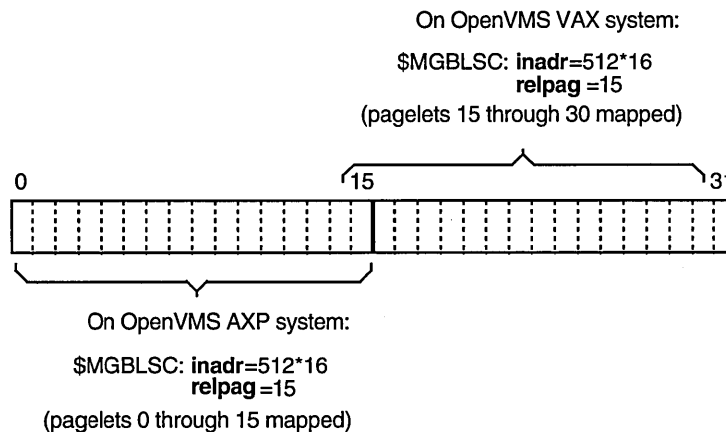 On OpenVMS VAX system:
$MGBLSC: inadr=512*16
relpag =15
(pagelets 15 through 30 mapped)
0 15 31
On OpenVMS AXP system:
$MGBLSC: inadr=512*16
relpag =15
(pagelets 0 through 15 mapped)